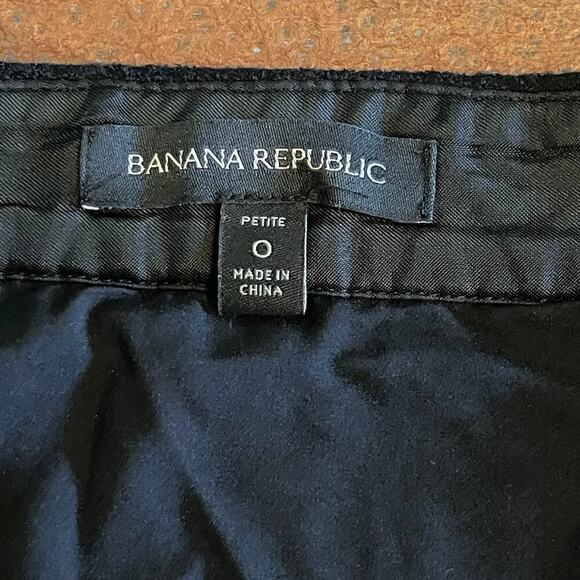 BANANA REPUBLIC
PETITE
0
MADE IN
CHINA